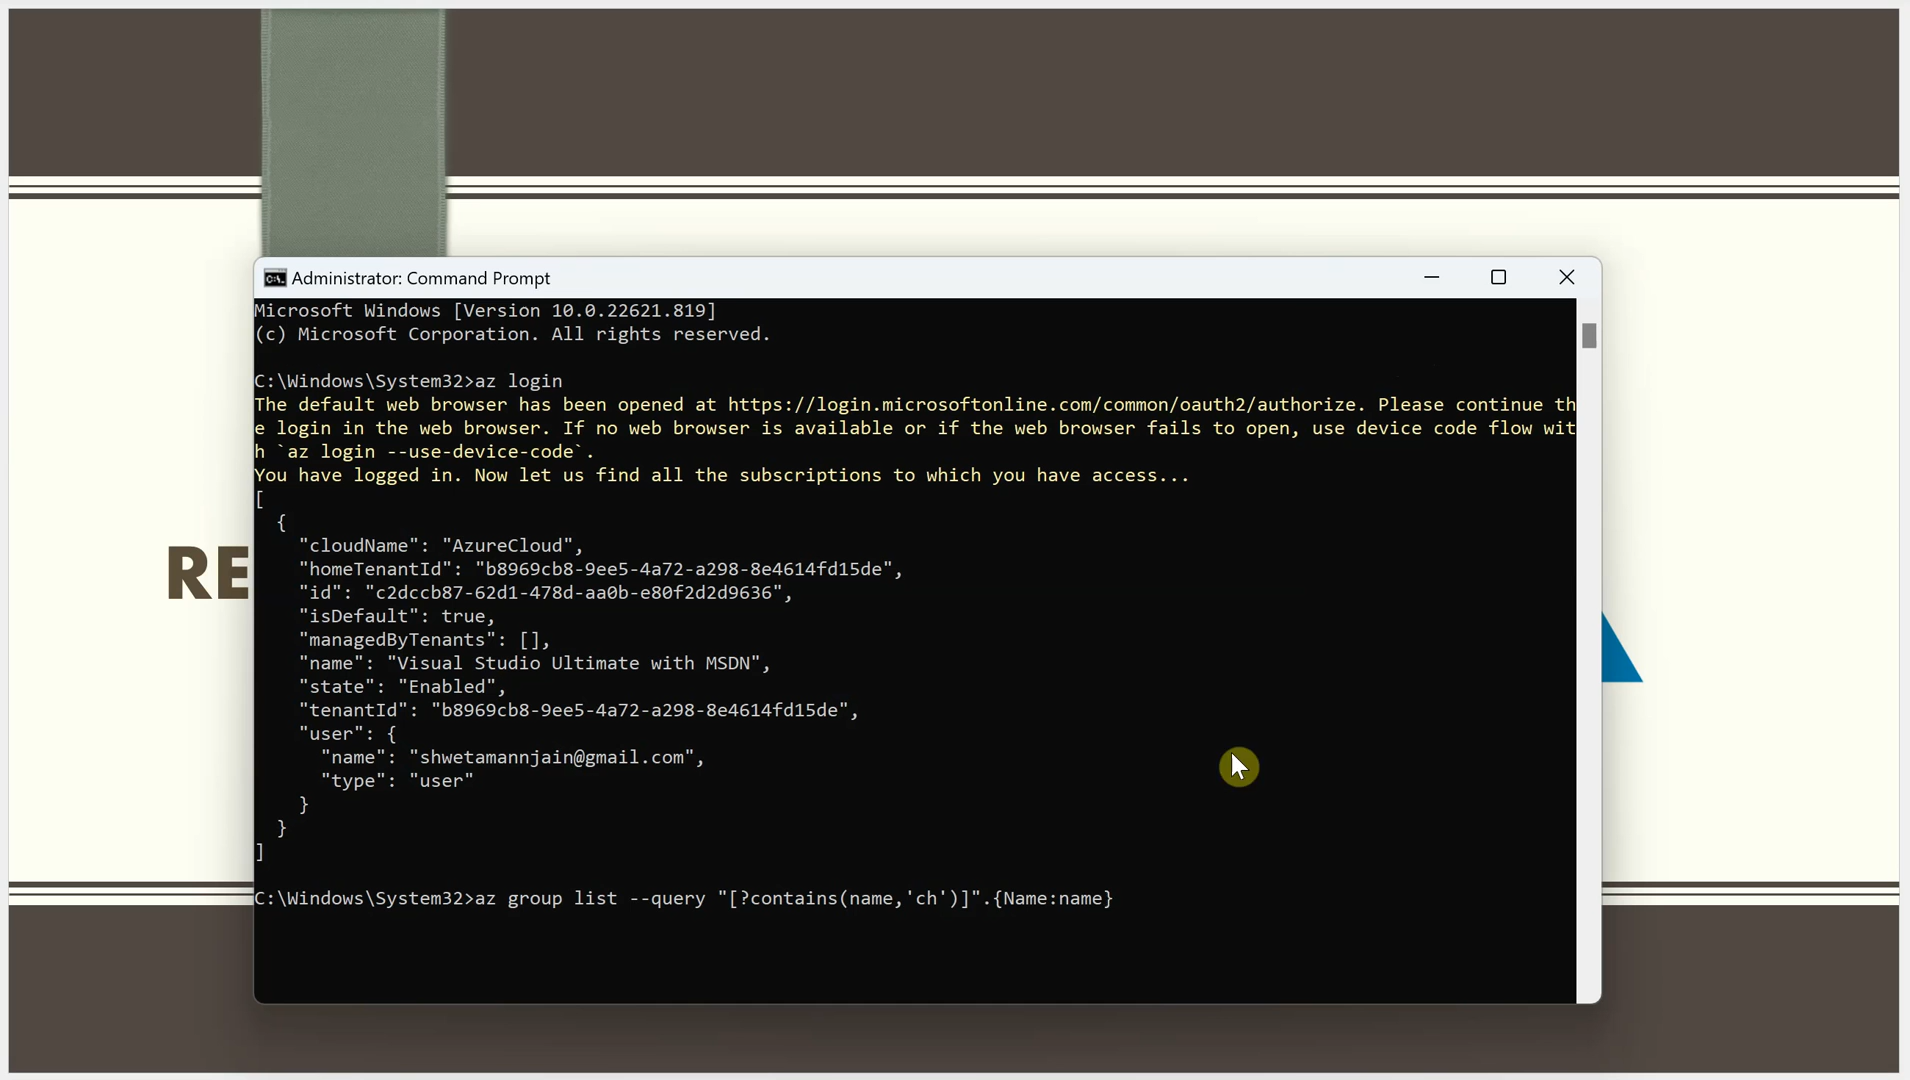 Administrator: Command Prompt
Microsoft Windows [Version 10.0.22621.819]
(c) Microsoft Corporation. All rights reserved.
C:\Windows\System32>az login
The default web browser has been opened at https://login.microsoftonline.com/common/oauth2/authorize. Please continue th
e login in the web browser. If no web browser is available or if the web browser fails to open, use device code flow wit
h `az login --use-device-code`.
You have logged in. Now let us find all the subscriptions to which you have access...
[
  {
    "cloudName": "AzureCloud",
    "homeTenantId": "b8969cb8-9ee5-4a72-a298-8e4614fd15de",
    "id": "c2dccb87-62d1-478d-aa0b-e80f2d2d9636",
    "isDefault": true,
    "managedByTenants": [],
    "name": "Visual Studio Ultimate with MSDN",
    "state": "Enabled",
    "tenantId": "b8969cb8-9ee5-4a72-a298-8e4614fd15de",
    "user": {
      "name": "shwetamannjain@gmail.com",
      "type": "user"
    }
  }
]
C:\Windows\System32>az group list --query "[?contains(name,'ch')]".{Name:name}
RE